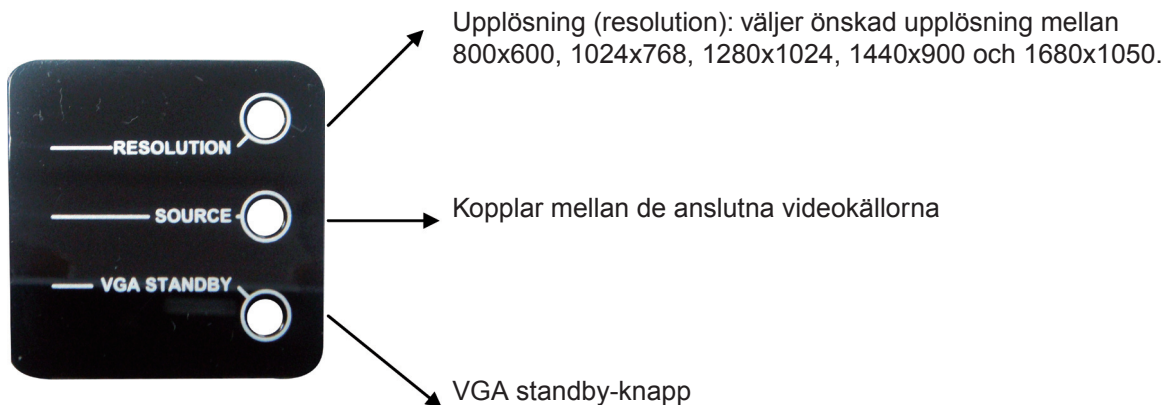 Upplösning (resolution): väljer önskad upplösning mellan
800x600, 1024x768, 1280x1024, 1440x900 och 1680x1050.
RESOLUTION
SOURCE
Kopplar mellan de anslutna videokällorna
VGA STANDBY
VGA standby-knapp